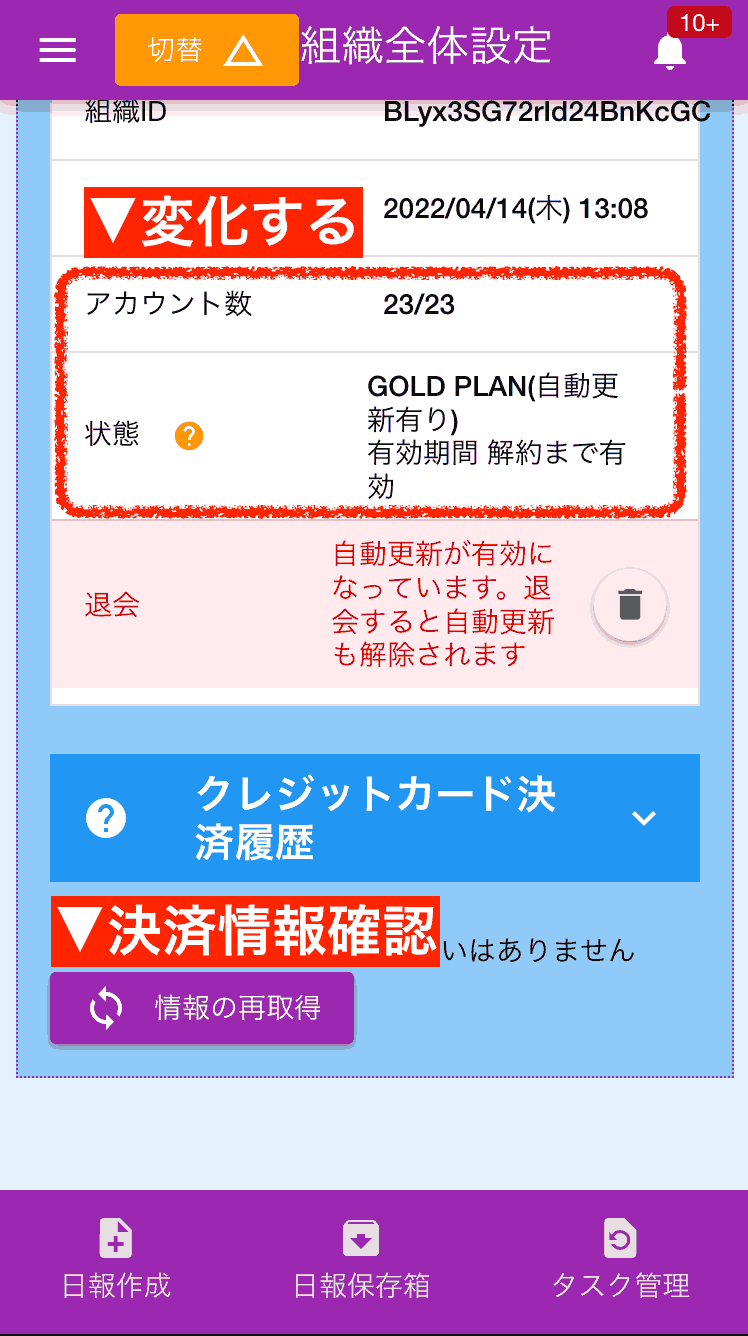 切替
組織全体設定
10+
組織ID
BLyx3SG72rId24BnKcGC
▼変化する
2022/04/14(木) 13:08
アカウント数
23/23
状態
?
GOLD PLAN(自動更
新有り)
有効期間 解約まで有
効
退会
自動更新が有効に
なっています。退
会すると自動更新
も解除されます
?
クレジットカード決
済履歴
▼決済情報確認
いはありません
情報の再取得
日報作成
日報保存箱
タスク管理